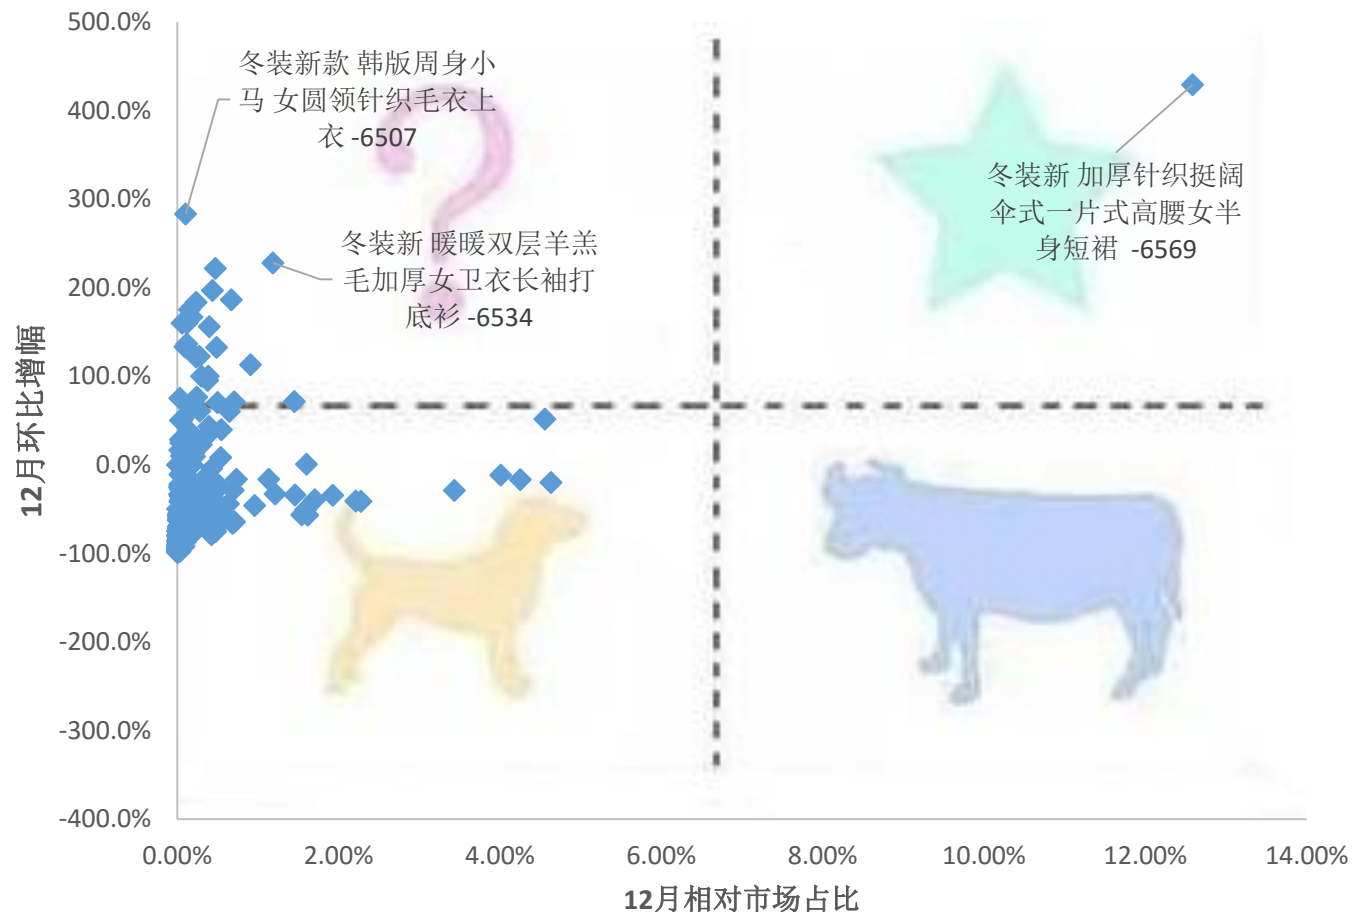 500.0%
400.0%
300.0%
200.0%
100.0%
0.0%
-100.0%
-200.0%
-300.0%
-400.0%
12月环比增幅
冬装新款 韩版周身小
马 女圆领针织毛衣上
衣 -6507
冬装新 暖暖双层羊羔
毛加厚女卫衣长袖打
底衫 -6534
冬装新 加厚针织挺阔
伞式一片式高腰女半
身短裙 -6569
0.00%
2.00%
4.00%
6.00%
8.00%
10.00%
12.00%
14.00%
12月相对市场占比